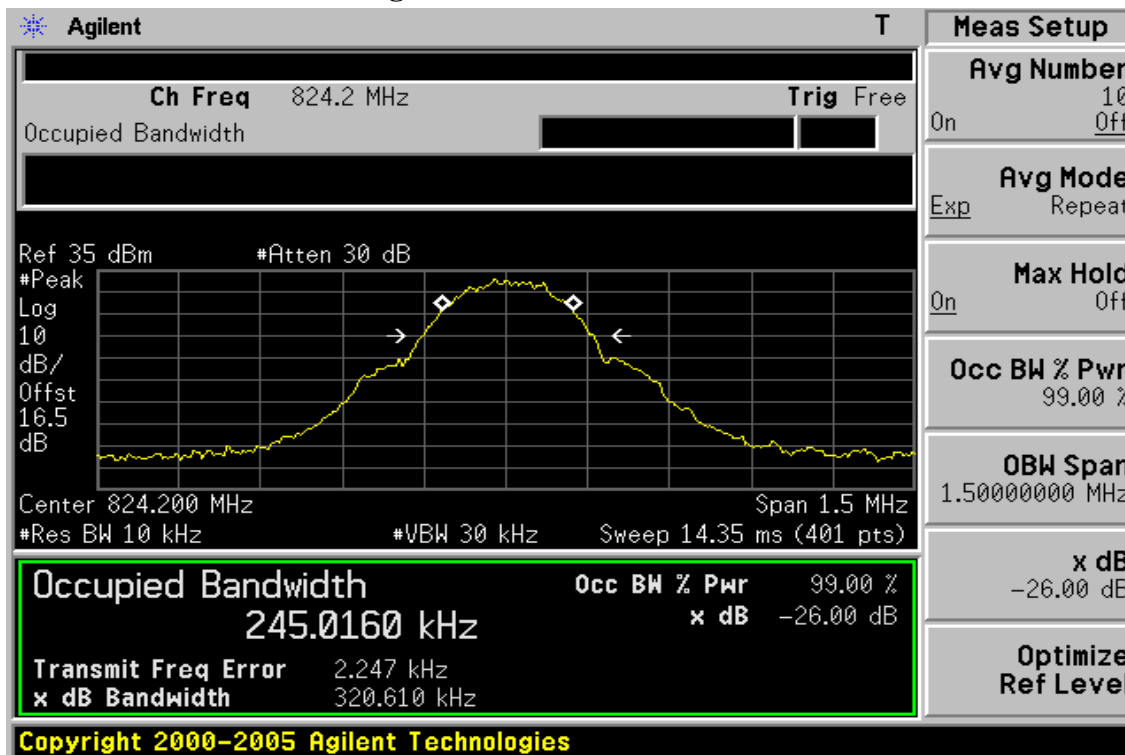 Agilent T Meas Setup
Ch Freq 824.2 MHz Trig Free
Occupied Bandwidth
Avg Number
10
On Off
Avg Mode
Exp Repeat
Max Hold
On Off
Occ BW % Pwr
99.00 %
OBW Span
1.50000000 MHz
x dB
-26.00 dB
Optimize
Ref Level
Ref 35 dBm #Atten 30 dB
#Peak
Log
10
dB/
Offst
16.5
dB
Center 824.200 MHz Span 1.5 MHz
#Res BW 10 kHz #VBW 30 kHz Sweep 14.35 ms (401 pts)
Occupied Bandwidth Occ BW % Pwr 99.00 %
245.0160 kHz x dB -26.00 dB
Transmit Freq Error 2.247 kHz
x dB Bandwidth 320.610 kHz
Copyright 2000-2005 Agilent Technologies